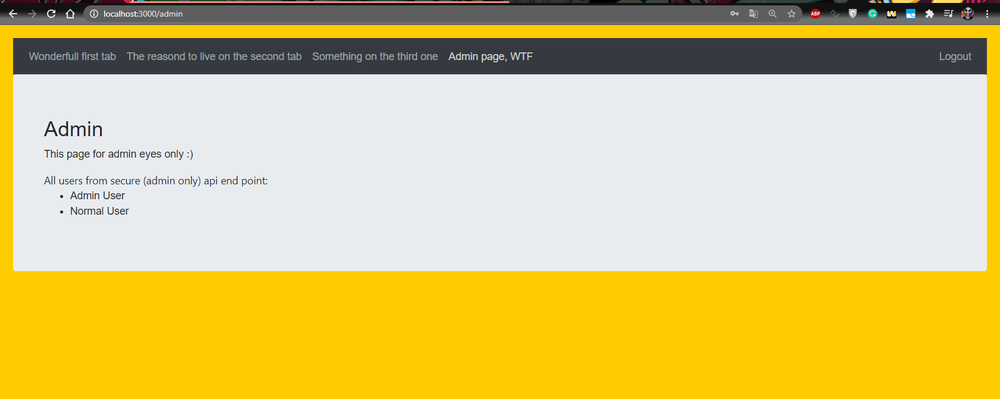 localhost:3000/admin
ABP
Wonderfull first tab The reasond to live on the second tab Something on the third one Admin page, WTF Logout
Admin
This page for admin eyes only :)
All users from secure (admin only) api end point:
• Admin User
• Normal User